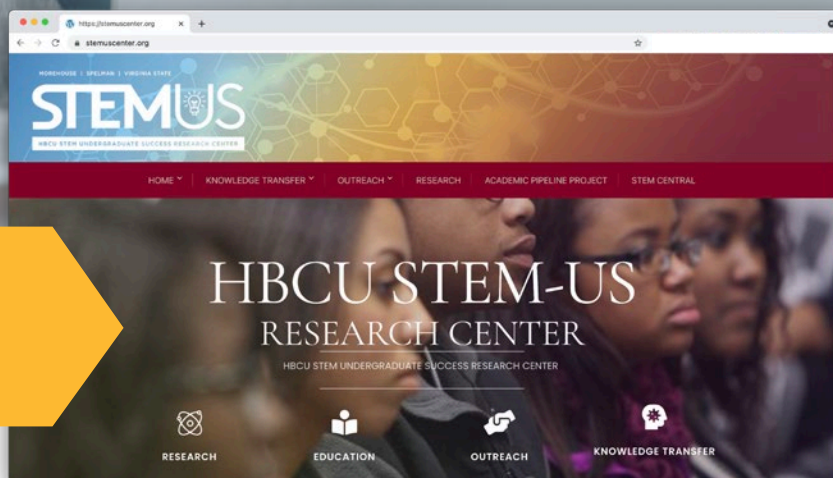 https://stemuscenter.org
stemuscenter.org
MOREHOUSE | SPELMAN | VIRGINIA STATE
STEMUS
HBCU STEM UNDERGRADUATE SUCCESS RESEARCH CENTER
HOME KNOWLEDGE TRANSFER OUTREACH RESEARCH ACADEMIC PIPELINE PROJECT STEM CENTRAL
HBCU STEM-US
RESEARCH CENTER
HBCU STEM UNDERGRADUATE SUCCESS RESEARCH CENTER
RESEARCH EDUCATION OUTREACH KNOWLEDGE TRANSFER